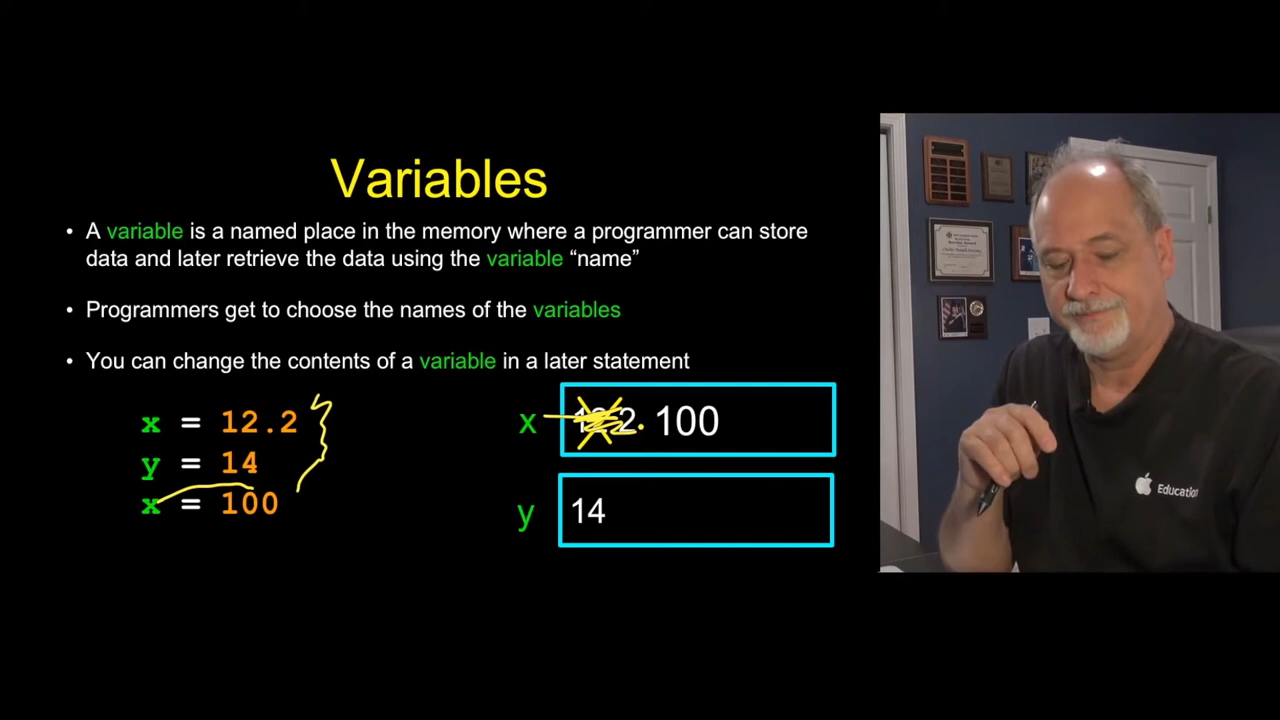 Variables
• A variable is a named place in the memory where a programmer can store
data and later retrieve the data using the variable “name”
• Programmers get to choose the names of the variables
• You can change the contents of a variable in a later statement
x = 12.2
y = 14
x = 100
x 12.2 100
y 14
Education